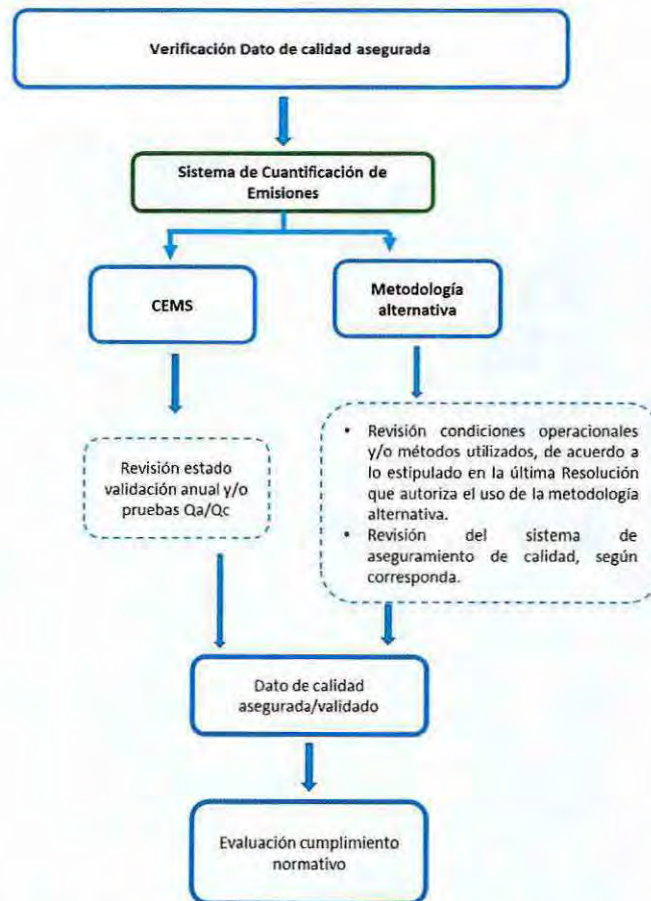 Verificación Dato de calidad asegurada
Sistema de Cuantificación de
Emisiones
CEMS
Metodología
alternativa
Revisión estado
validación anual y/o
pruebas Qa/Qc
• Revisión condiciones operacionales
y/o métodos utilizados, de acuerdo a
lo estipulado en la última Resolución
que autoriza el uso de la metodología
alternativa.
• Revisión del sistema de
aseguramiento de calidad, según
corresponda.
Dato de calidad
asegurada/validado
Evaluación cumplimiento
normativo